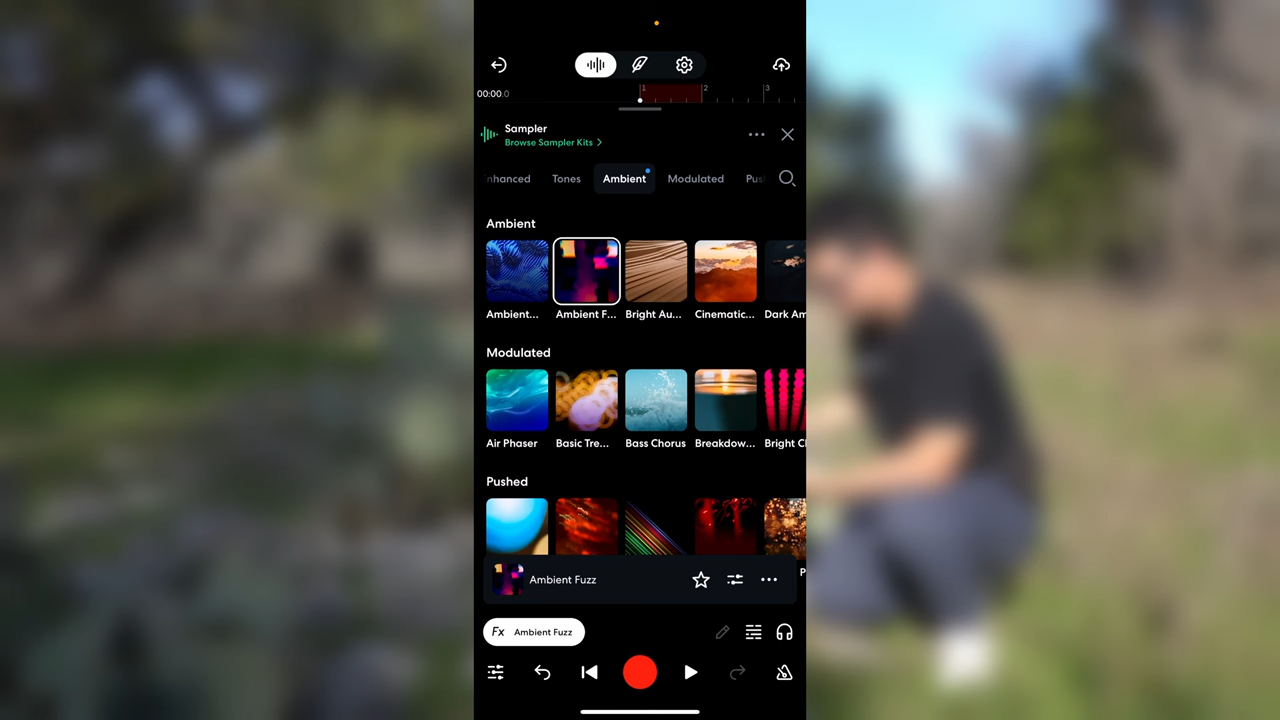 00:00.0
1
2
3
Sampler
Browse Sampler Kits >
nhanced
Tones
Ambient
Modulated
Pus
Ambient
Ambient...
Ambient F...
Bright Au...
Cinematic...
Dark Am
Modulated
Air Phaser
Basic Tre...
Bass Chorus
Breakdow...
Bright Ch
Pushed
P
Ambient Fuzz
Fx Ambient Fuzz